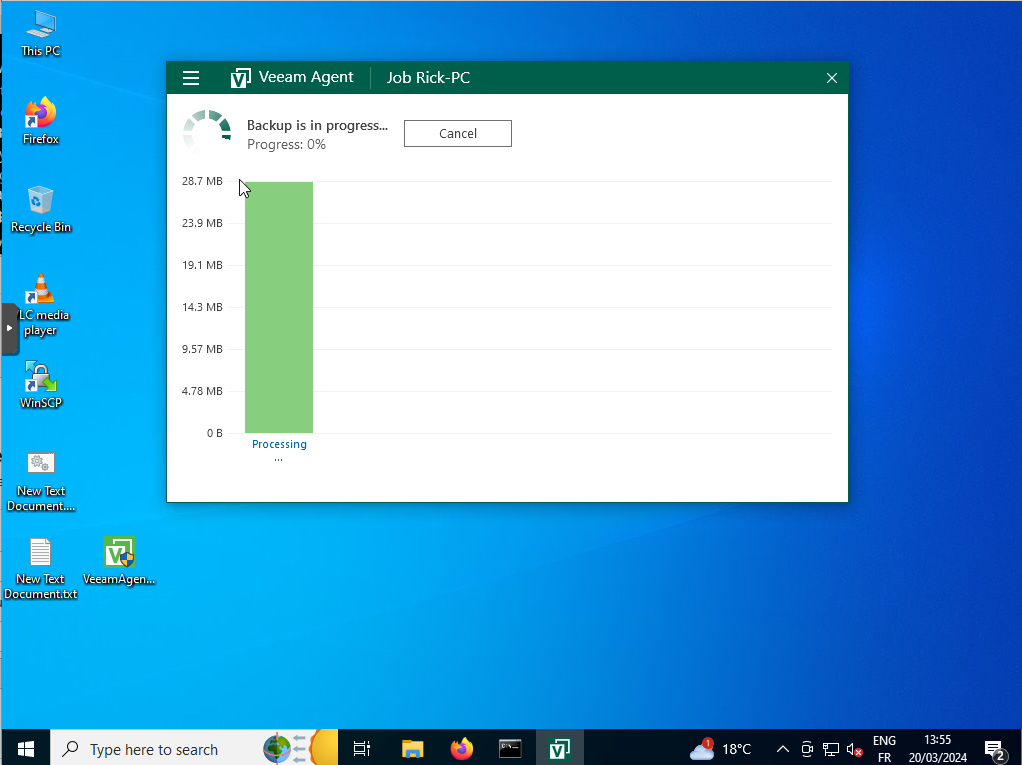 This PC
Firefox
Recycle Bin
VLC media
player
WinSCP
New Text
Document....
New Text
Document.txt
VeeamAgen...
Veeam Agent
Job Rick-PC
Backup is in progress...
Progress: 0%
Cancel
28.7 MB
23.9 MB
19.1 MB
14.3 MB
9.57 MB
4.78 MB
0 B
Processing
...
Type here to search
1
18°C
ENG
FR
13:55
20/03/2024
2